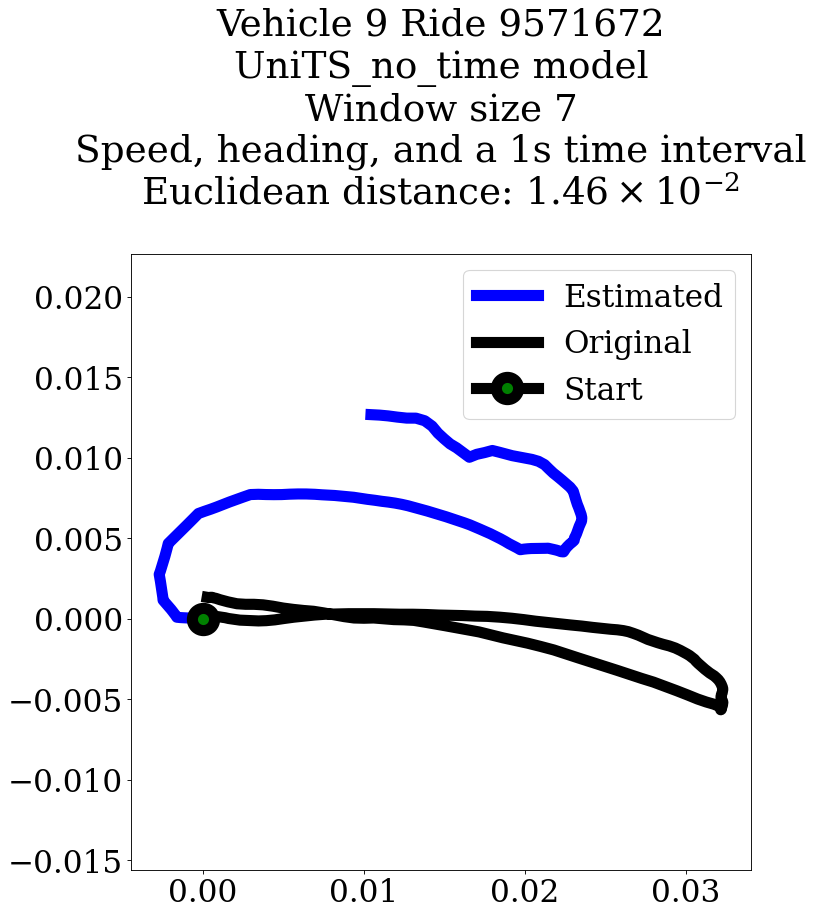 Vehicle 9 Ride 9571672
UniTS_no_time model
Window size 7
Speed, heading, and a 1s time interval
Euclidean distance: 1.46 × 10⁻²
Estimated
Original
Start
0.020
0.015
0.010
0.005
0.000
−0.005
−0.010
−0.015
0.00 0.01 0.02 0.03